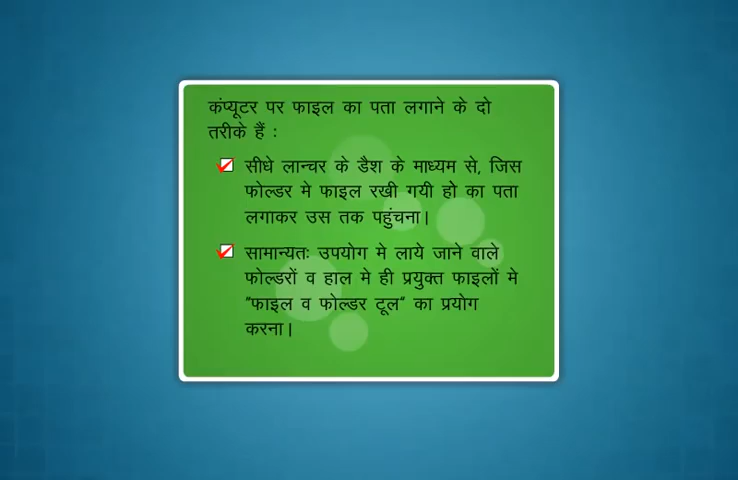 कंप्यूटर पर फाइल का पता लगाने के दो
तरीके हैं :
सीधे लान्चर के डैश के माध्यम से, जिस
फोल्डर मे फाइल रखी गयी हो का पता
लगाकर उस तक पहुंचना।
सामान्यतः उपयोग मे लाये जाने वाले
फोल्डरों व हाल मे ही प्रयुक्त फाइलों मे
"फाइल व फोल्डर टूल" का प्रयोग
करना।